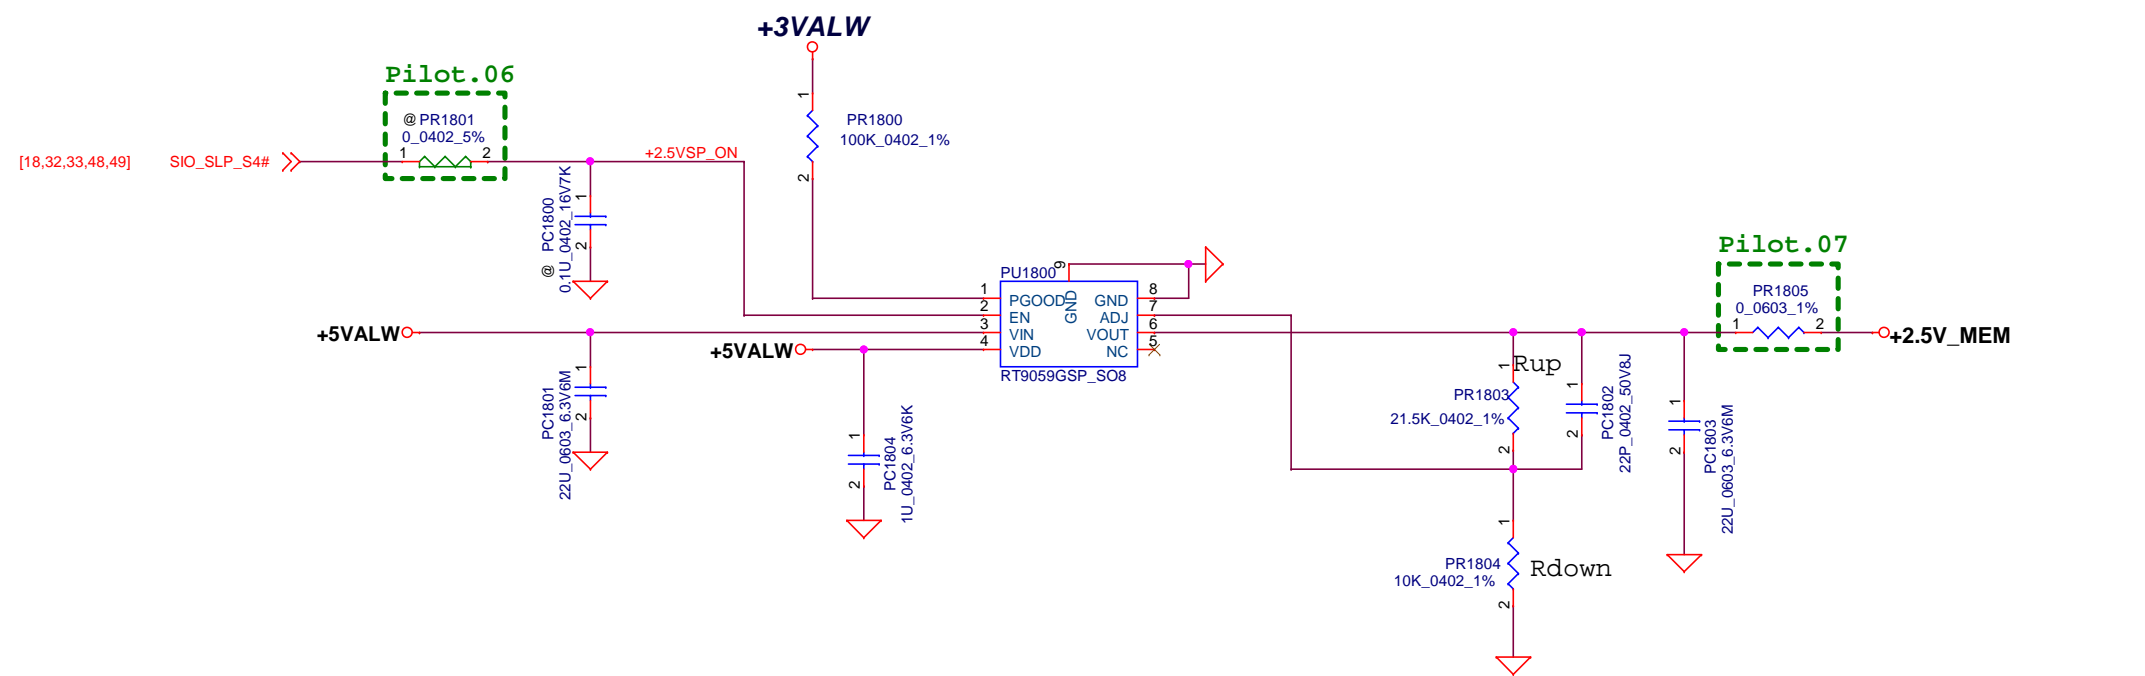 +3VALW
Pilot.06
@ PR1801
0_0402_5%
1
2
[18,32,33,48,49]
SIO_SLP_S4#
+2.5VSP_ON
1
PR1800
100K_0402_1%
2
1
2
@ PC1800
0.1U_0402_16V7K
PU1800
9
1
2
3
4
PGOOD
EN
VIN
VDD
GND
GND
ADJ
VOUT
NC
8
7
6
5
RT9059GSP_SO8
+5VALW
+5VALW
1
2
PC1801
22U_0603_6.3V6M
1
2
PC1804
1U_0402_6.3V6K
Pilot.07
PR1805
0_0603_1%
1
2
+2.5V_MEM
Rup
1
PR1803
21.5K_0402_1%
2
1
2
PC1802
22P_0402_50V8J
1
2
PC1803
22U_0603_6.3V6M
1
PR1804
10K_0402_1%
Rdown
2